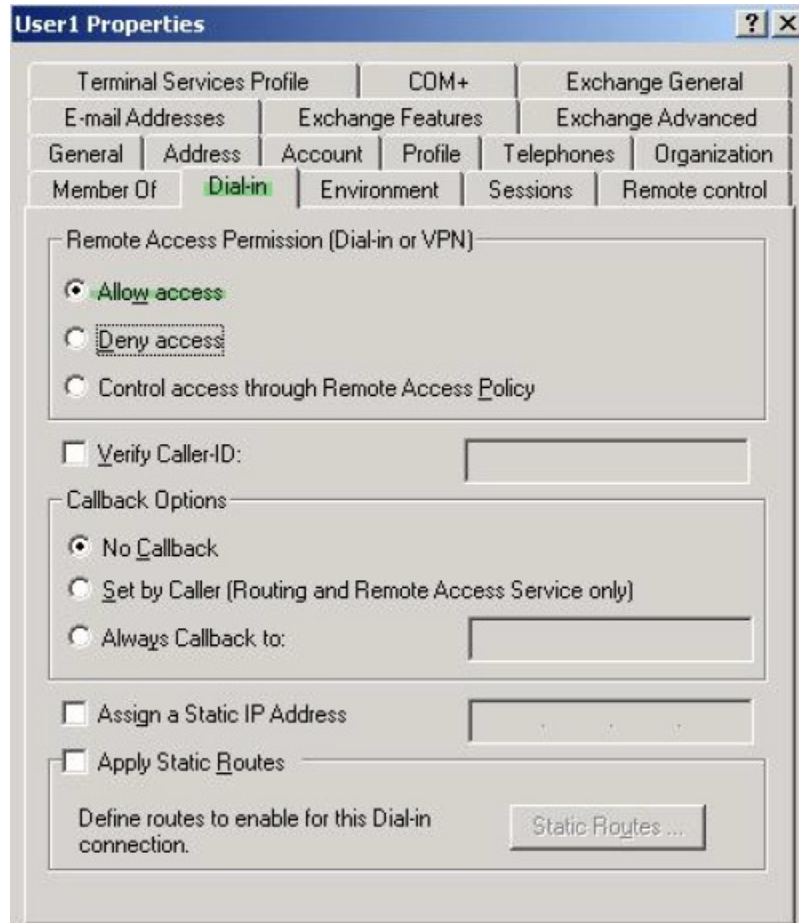 User1 Properties
Terminal Services Profile COM+ Exchange General
E-mail Addresses Exchange Features Exchange Advanced
General Address Account Profile Telephones Organization
Member Of Dial-in Environment Sessions Remote control
Remote Access Permission (Dial-in or VPN)
Allow access
Deny access
Control access through Remote Access Policy
Verify Caller-ID:
Callback Options
No Callback
Set by Caller (Routing and Remote Access Service only)
Always Callback to:
Assign a Static IP Address
Apply Static Routes
Define routes to enable for this Dial-in
connection.
Static Routes ...